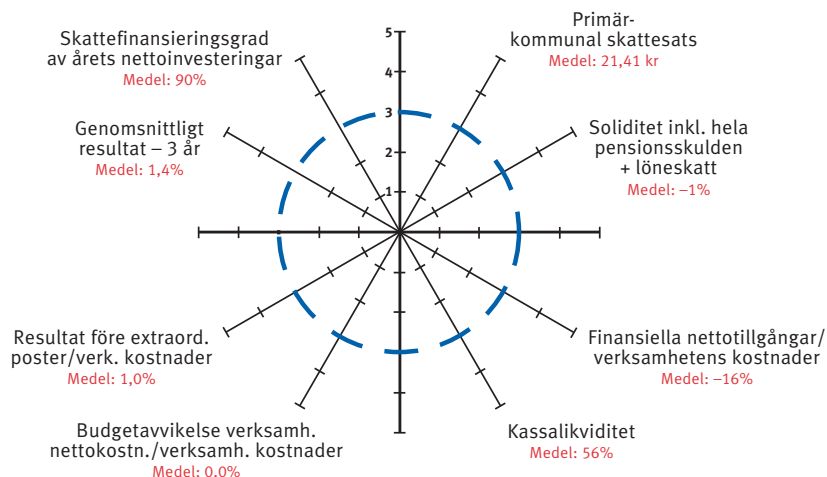 Skattefinansieringsgrad
av årets nettoinvesteringar
Medel: 90%
Primär-
kommunal skattesats
Medel: 21,41 kr
Genomsnittligt
resultat – 3 år
Medel: 1,4%
Soliditet inkl. hela
pensionsskulden
+ löneskatt
Medel: –1%
5
4
3
2
1
Resultat före extraord.
poster/verk. kostnader
Medel: 1,0%
Finansiella nettotillgångar/
verksamhetens kostnader
Medel: –16%
Budgetavvikelse verksamh.
nettokostn./verksamh. kostnader
Medel: 0.0%
Kassalikviditet
Medel: 56%